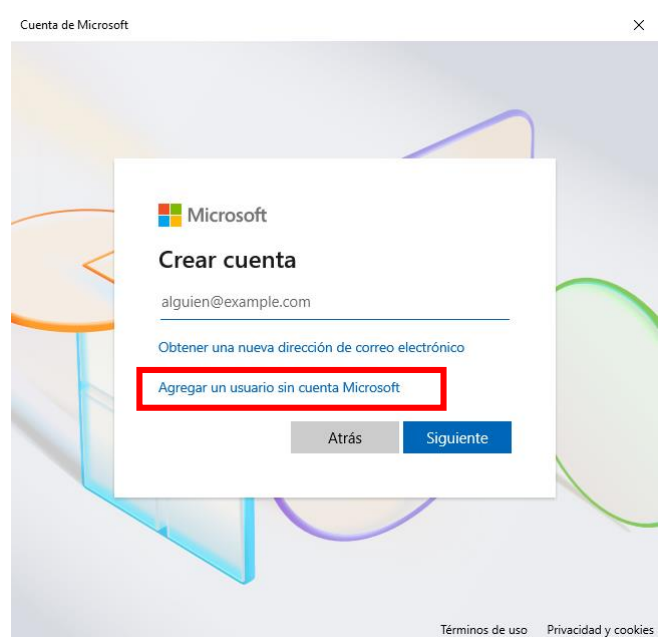 Cuenta de Microsoft
Microsoft
Crear cuenta
alguien@example.com
Obtener una nueva dirección de correo electrónico
Agregar un usuario sin cuenta Microsoft
Atrás Siguiente
Términos de uso Privacidad y cookies